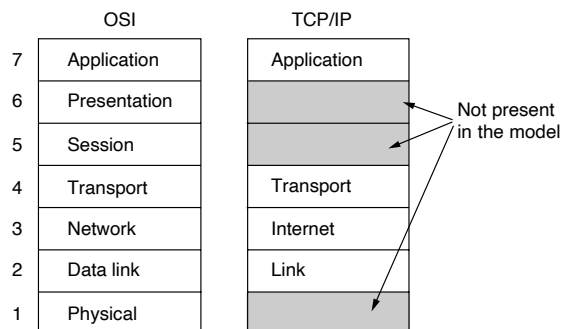 OSI TCP/IP
7 Application Application
6 Presentation
5 Session
Not present
in the model
4 Transport Transport
3 Network Internet
2 Data link Link
1 Physical